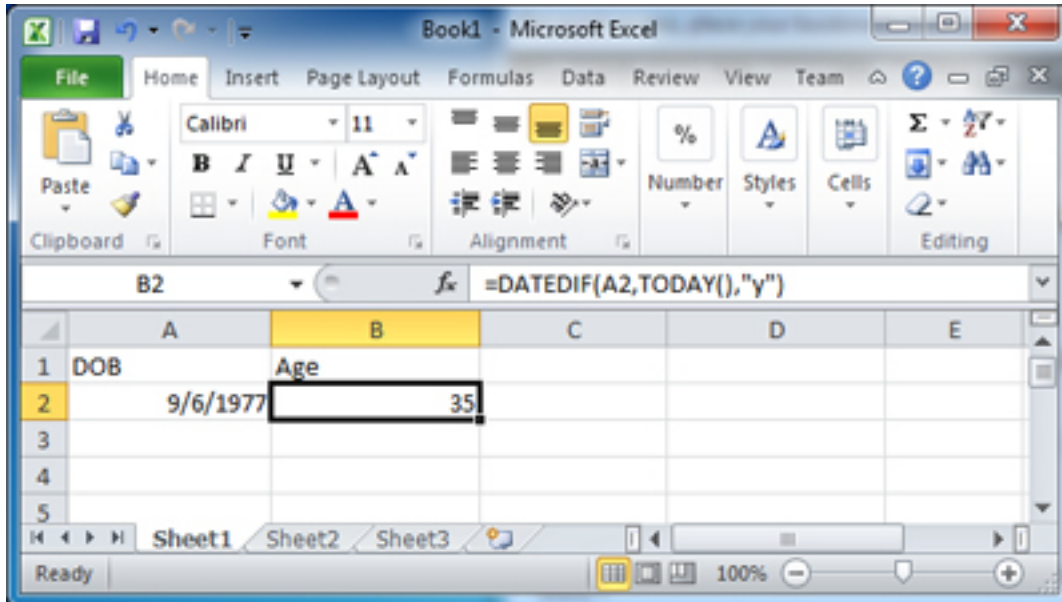 Book1 - Microsoft Excel
File Home Insert Page Layout Formulas Data Review View Team
Calibri 11
B I U A A
Paste
% Number Styles Cells
Clipboard Font Alignment Editing
B2 fx =DATEDIF(A2,TODAY(),"y")
A B C D E
1 DOB Age
2 9/6/1977 35
3
4
5
Sheet1 Sheet2 Sheet3
Ready 100%